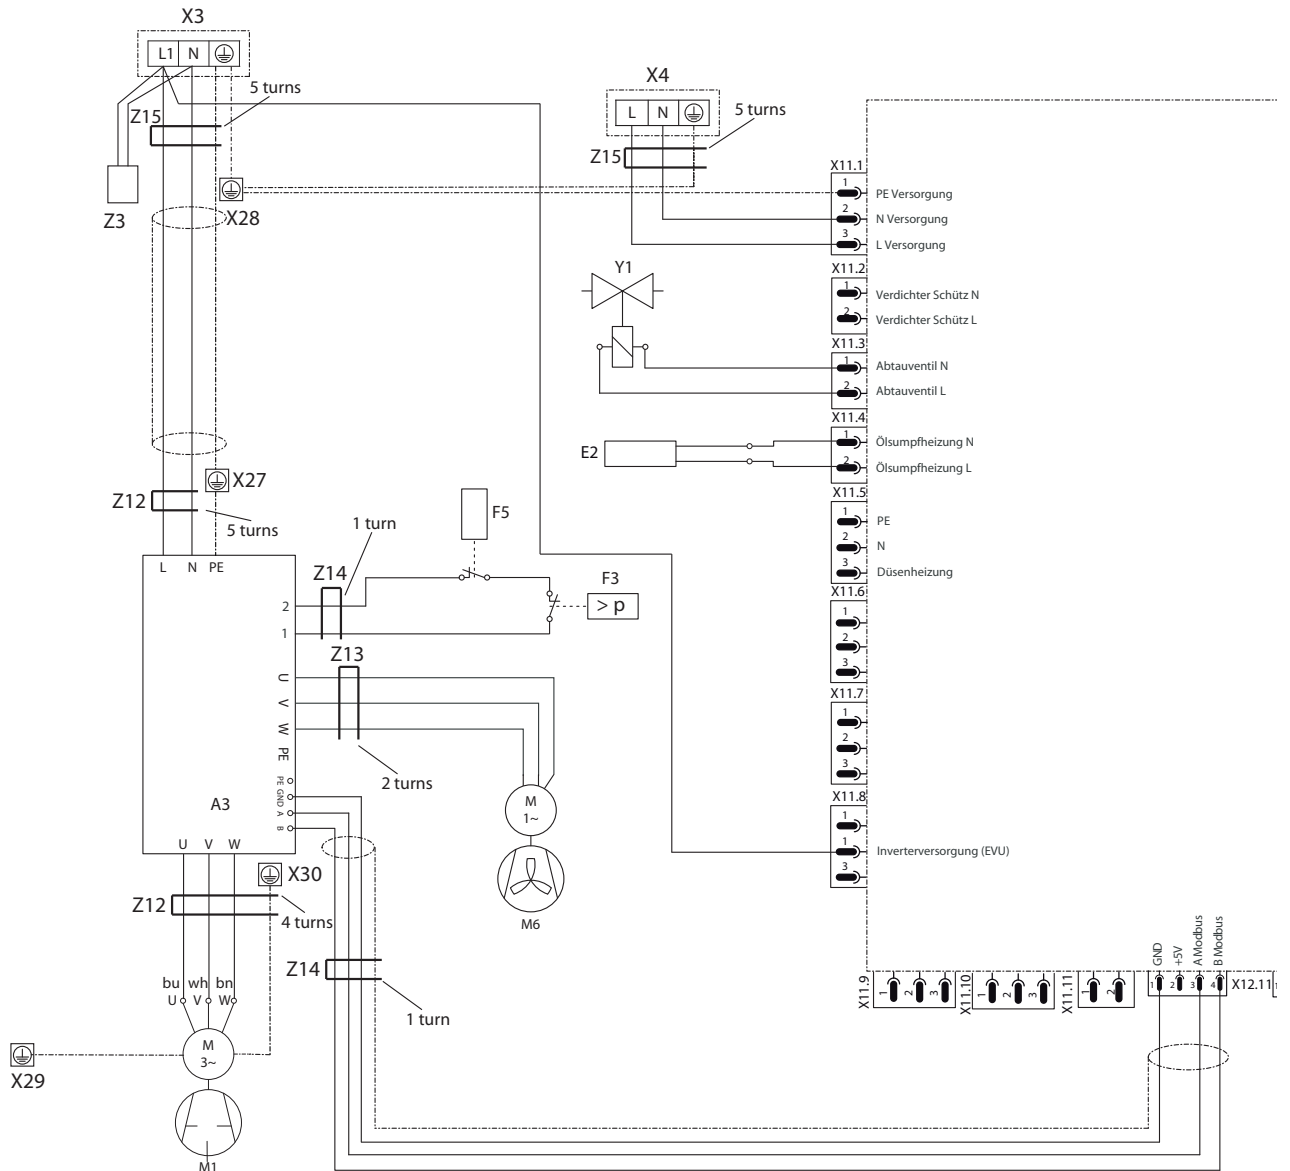 X3
L1 N
5 turns
Z15
Z3
X28
X4
L N
5 turns
Z15
X11.1
1 PE Versorgung
2 N Versorgung
3 L Versorgung
Y1
X11.2
1 Verdichter Schütz N
2 Verdichter Schütz L
X11.3
1 Abtauventil N
2 Abtauventil L
E2
X11.4
1 Ölsumpfheizung N
2 Ölsumpfheizung L
X27
Z12
5 turns
X11.5
1 PE
2 N
3 Düsenheizung
F5
1 turn
L N PE
Z14
F3
> p
2
1
X11.6
1
2
3
Z13
U
V
W
PE
2 turns
X11.7
1
2
3
PE
GND
A
B
A3
M
1~
M6
X11.8
1
1 Inverterversorgung (EVU)
3
U V W
X30
Z12
4 turns
Z14
1 turn
bu wh bn
U V W
M
3~
X29
M1
X11.9
1 2 3
X11.10
1 2 3
X11.11
1 2
GND
+5V
A Modbus
B Modbus
1 2 3 4
X12.11